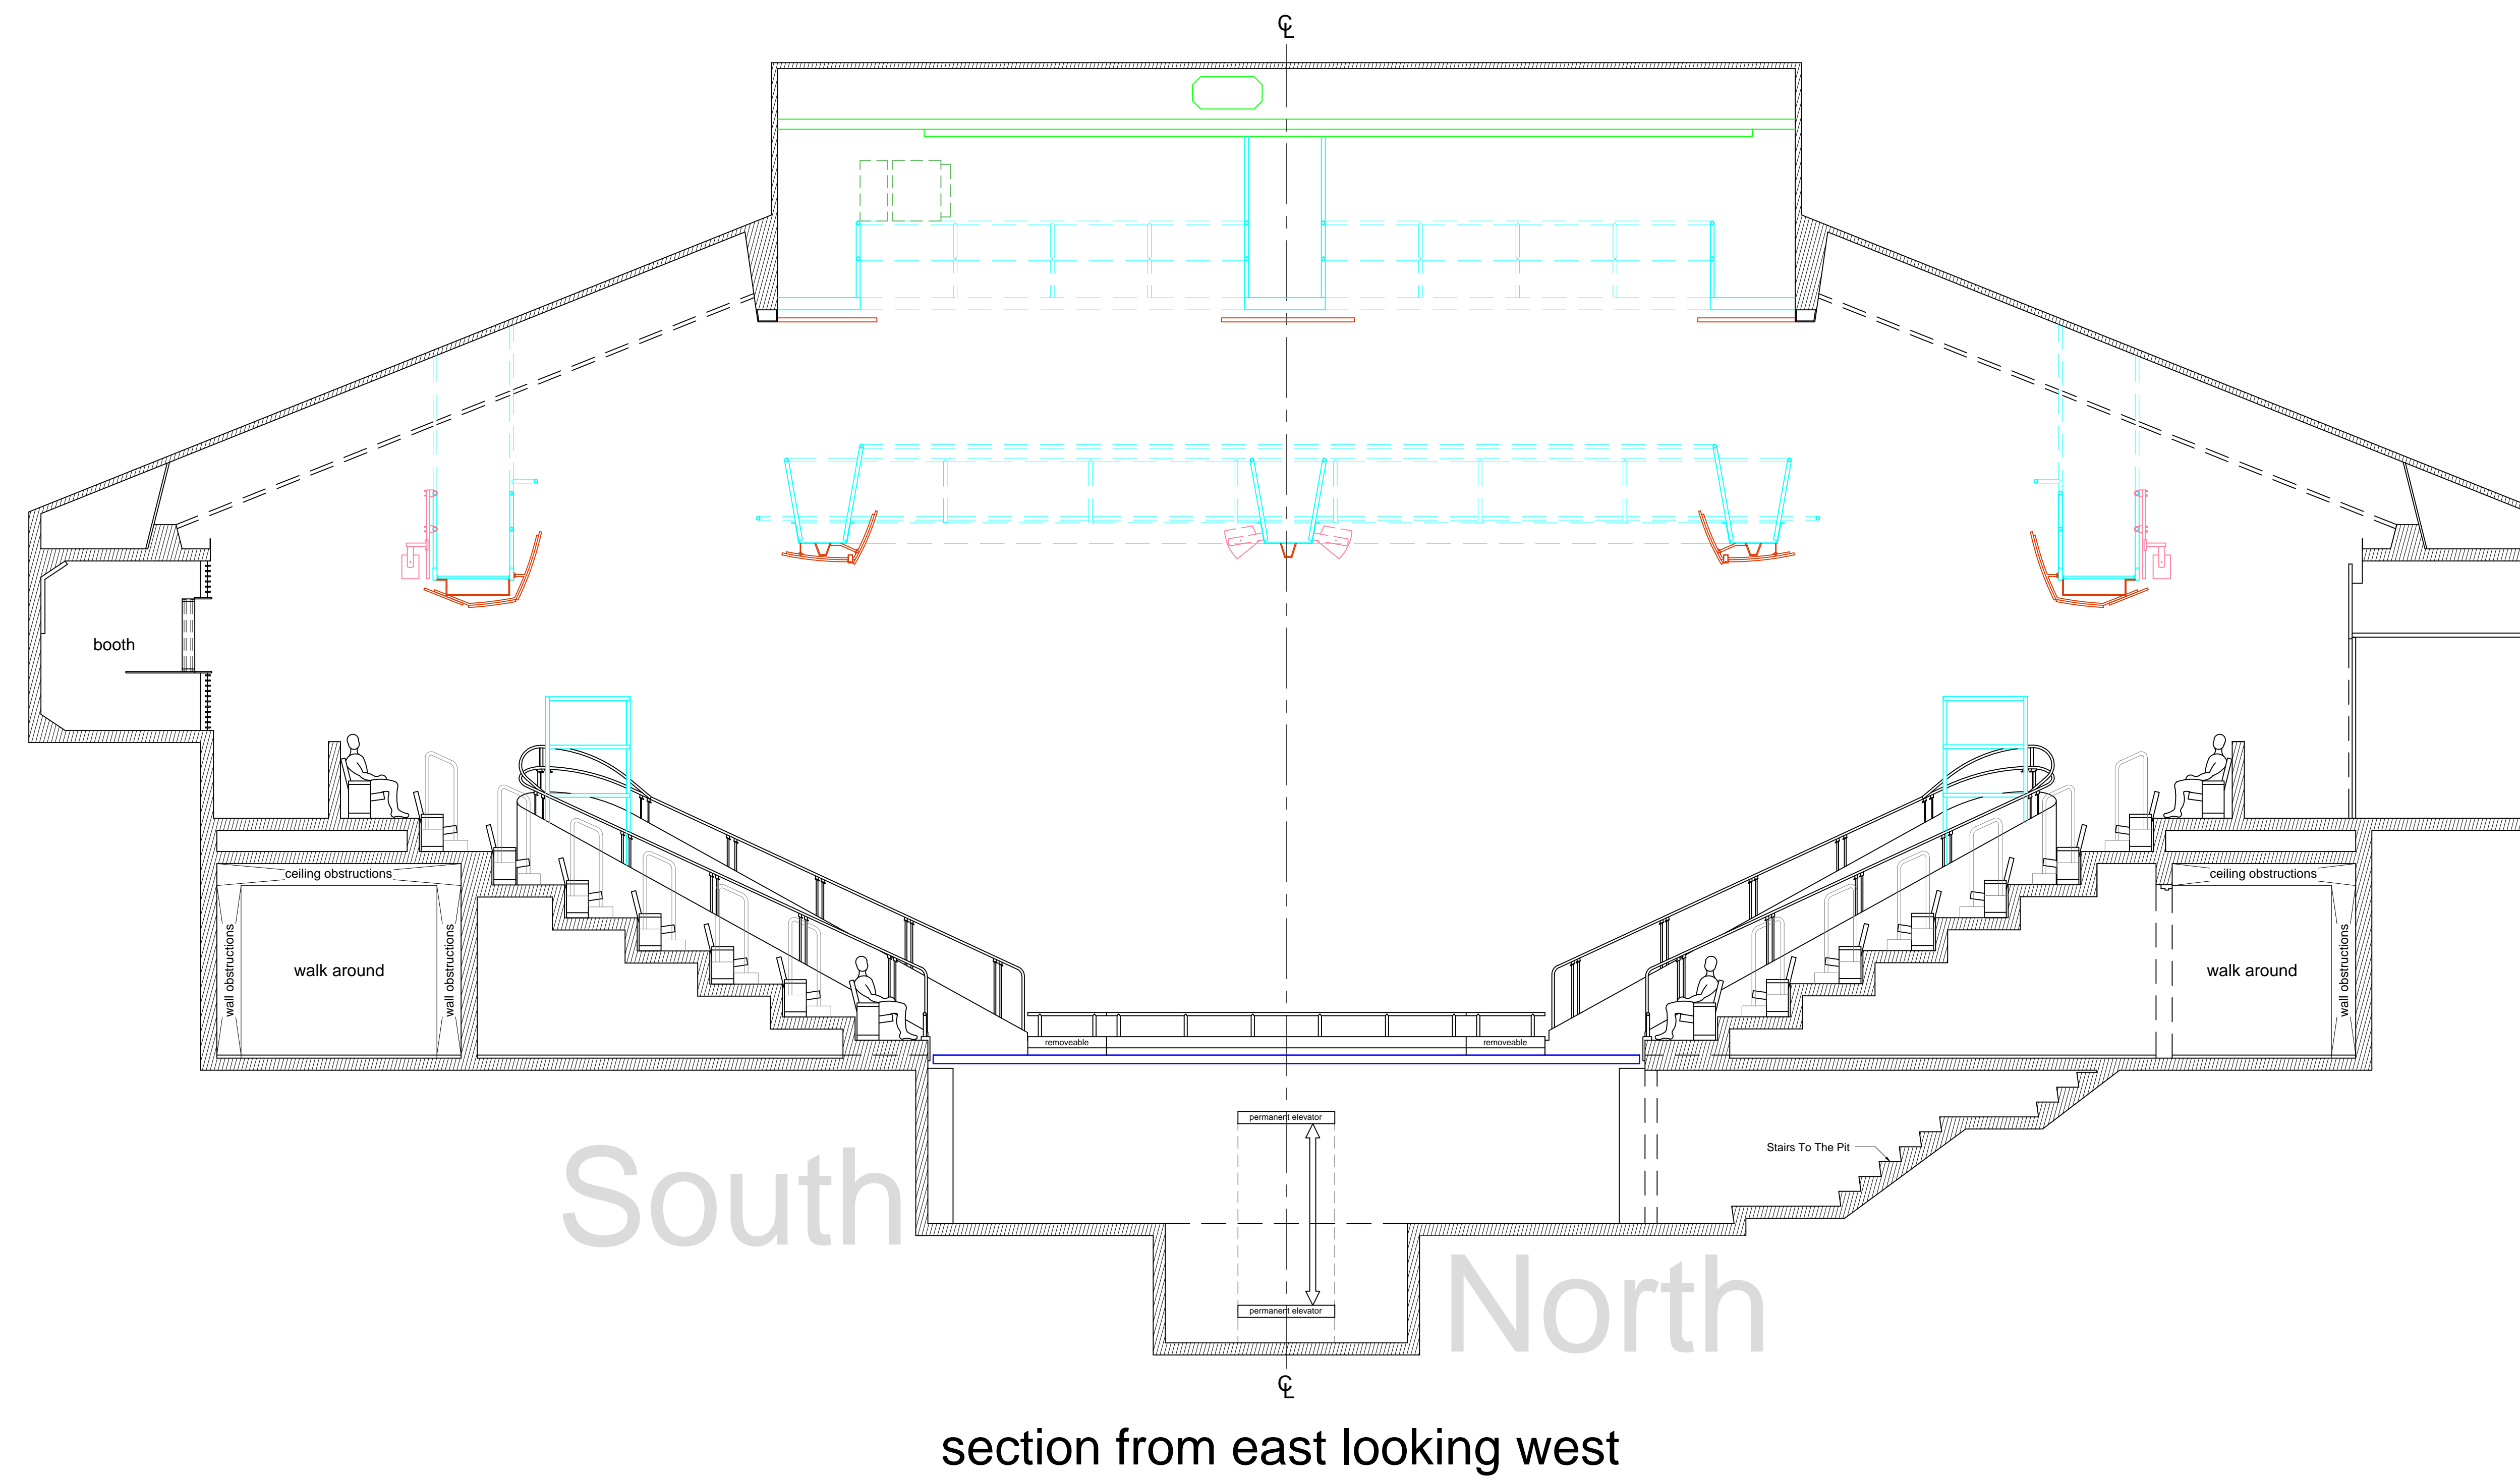 ℄
booth
ceiling obstructions
ceiling obstructions
wall obstructions
walk around
wall obstructions
walk around
wall obstructions
removeable
removeable
permanent elevator
Stairs To The Pit
South
North
permanent elevator
℄
section from east looking west